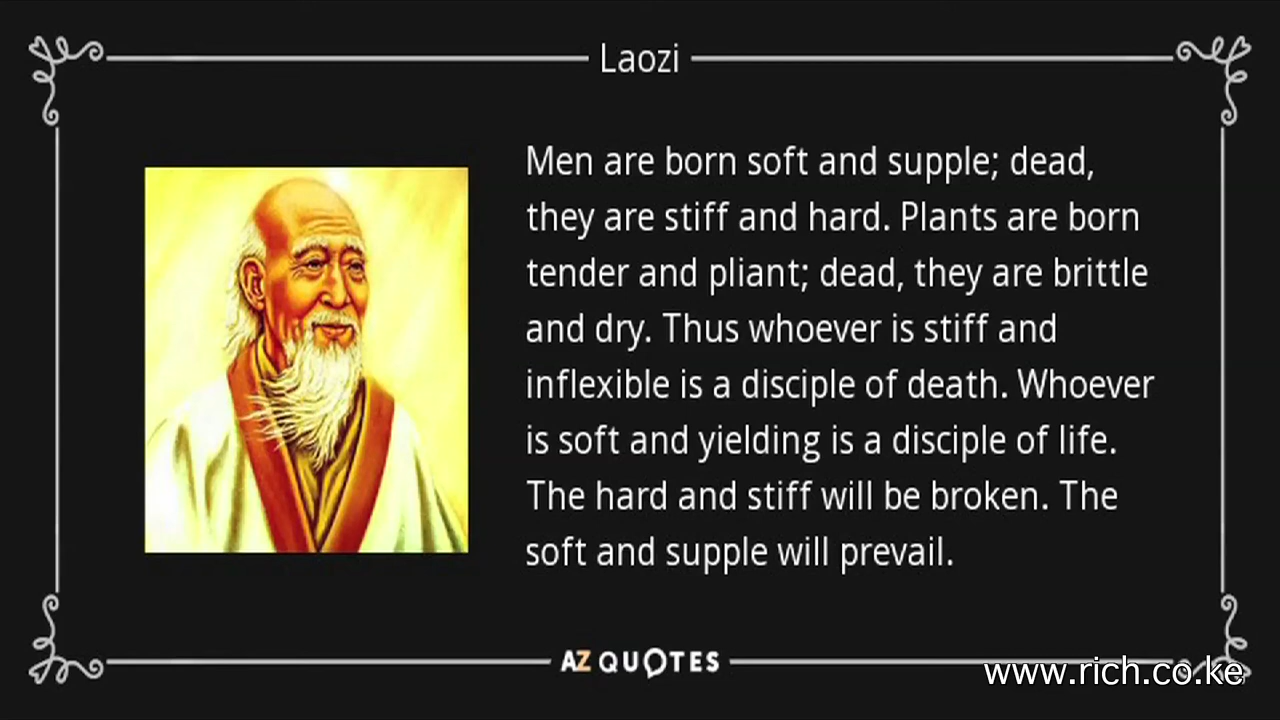 Laozi
Men are born soft and supple; dead,
they are stiff and hard. Plants are born
tender and pliant; dead, they are brittle
and dry. Thus whoever is stiff and
inflexible is a disciple of death. Whoever
is soft and yielding is a disciple of life.
The hard and stiff will be broken. The
soft and supple will prevail.
AZ QUOTES
www.rich.co.ke